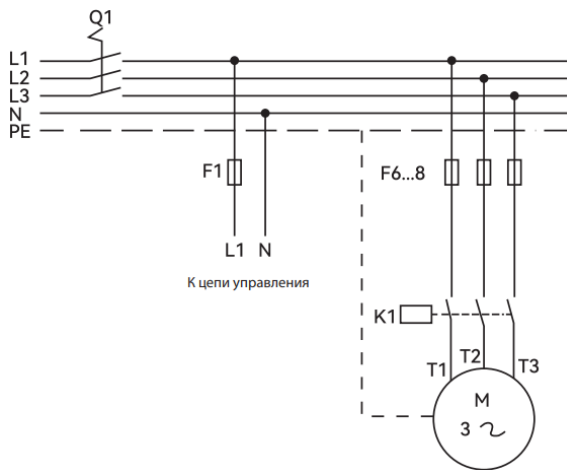 Q1
L1
L2
L3
N
PE
F1
F6...8
L1 N
К цепи управления
K1
T1 T2 T3
M
3